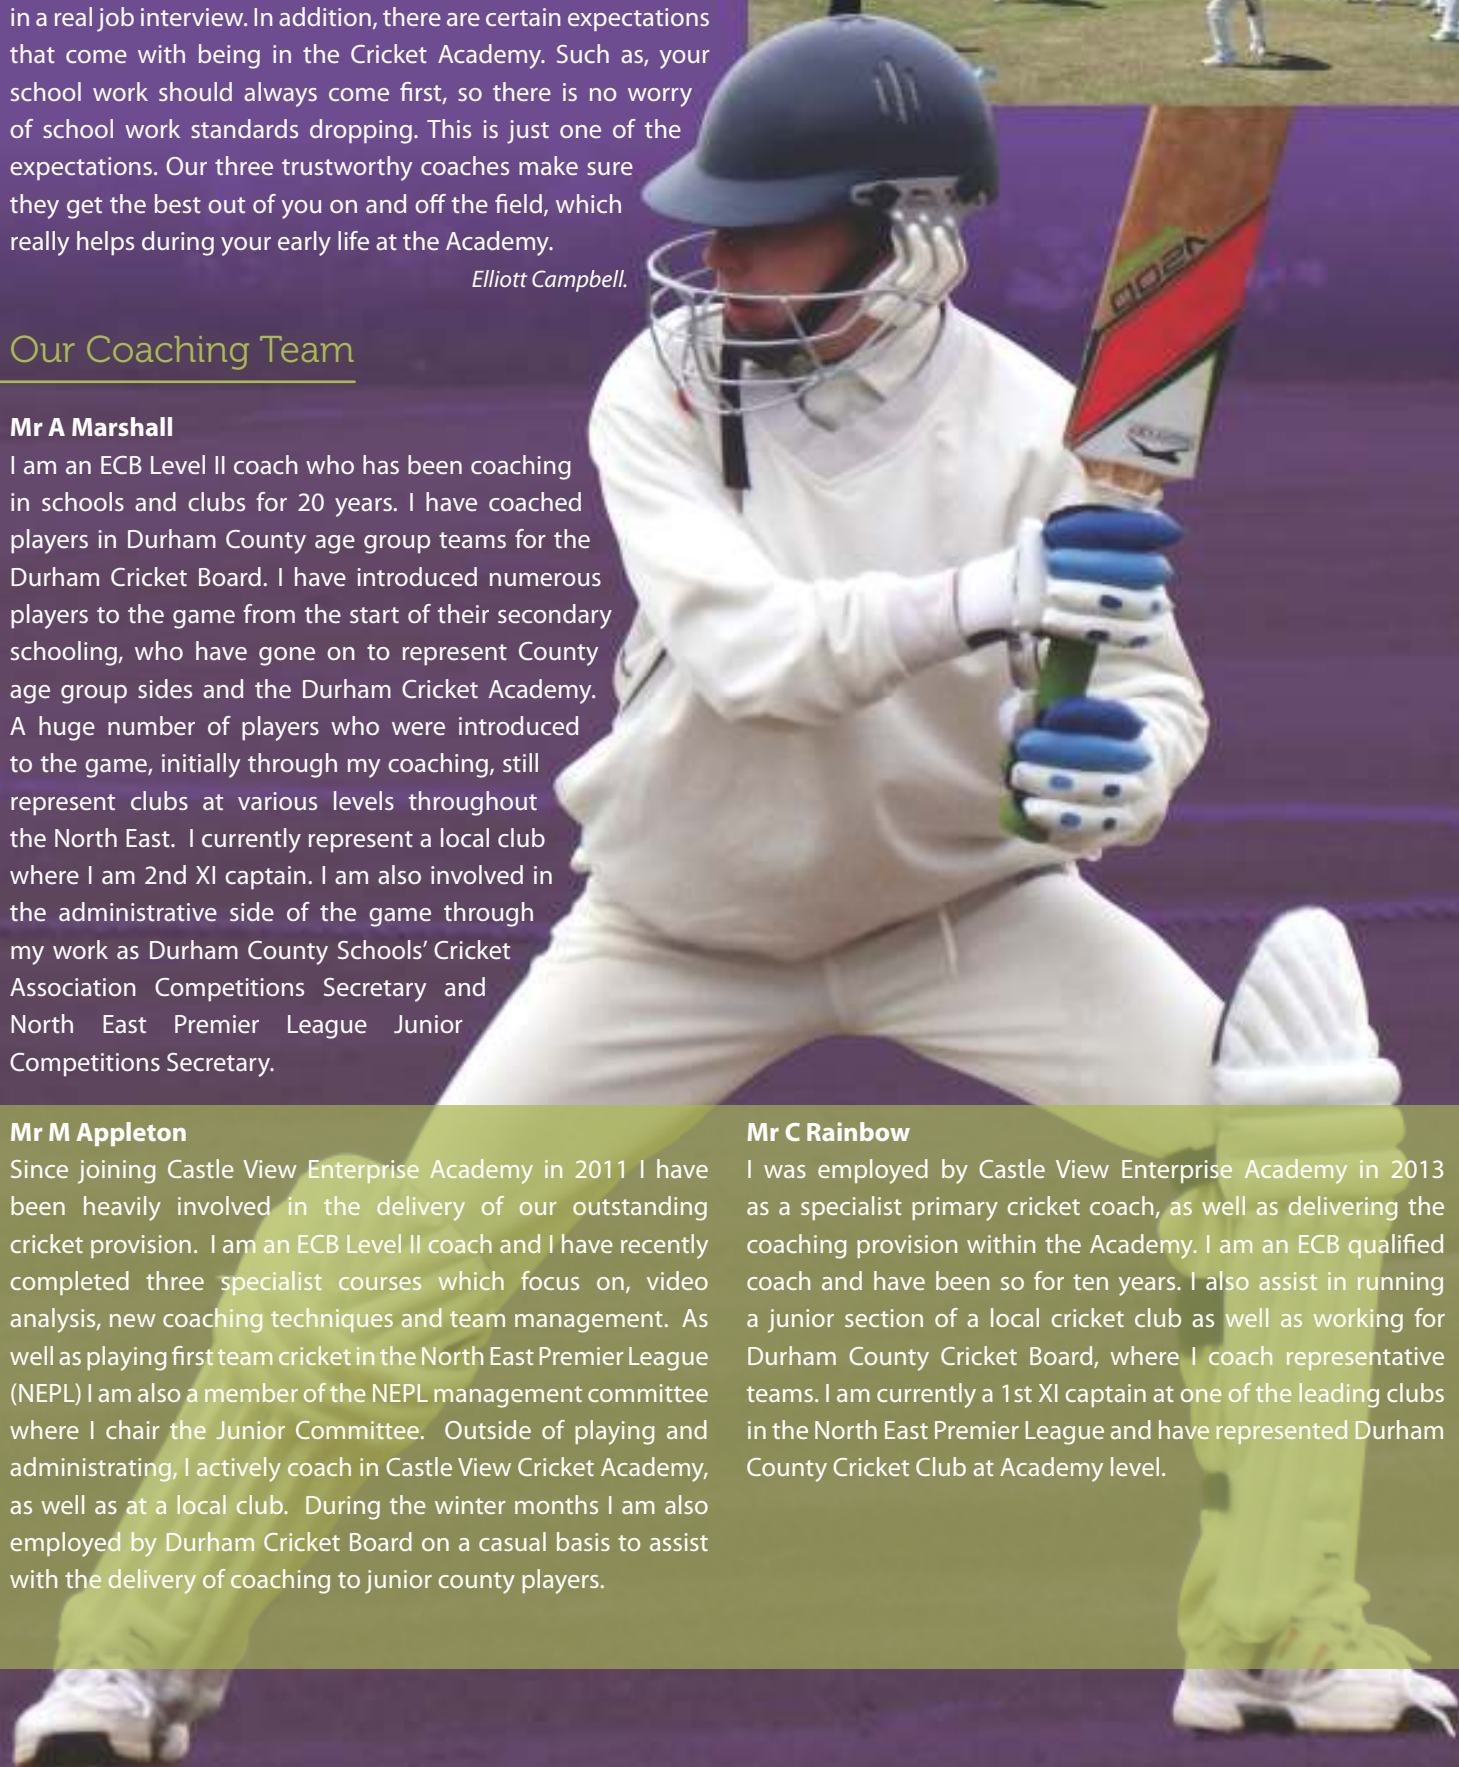 in a real job interview. In addition, there are certain expectations
that come with being in the Cricket Academy. Such as, your
school work should always come first, so there is no worry
of school work standards dropping. This is just one of the
expectations. Our three trustworthy coaches make sure
they get the best out of you on and off the field, which
really helps during your early life at the Academy.
Elliott Campbell.
Our Coaching Team
Mr A Marshall
I am an ECB Level II coach who has been coaching
in schools and clubs for 20 years. I have coached
players in Durham County age group teams for the
Durham Cricket Board. I have introduced numerous
players to the game from the start of their secondary
schooling, who have gone on to represent County
age group sides and the Durham Cricket Academy.
A huge number of players who were introduced
to the game, initially through my coaching, still
represent clubs at various levels throughout
the North East. I currently represent a local club
where I am 2nd XI captain. I am also involved in
the administrative side of the game through
my work as Durham County Schools’ Cricket
Association Competitions Secretary and
North East Premier League Junior
Competitions Secretary.
Mr M Appleton
Since joining Castle View Enterprise Academy in 2011 I have
been heavily involved in the delivery of our outstanding
cricket provision. I am an ECB Level II coach and I have recently
completed three specialist courses which focus on, video
analysis, new coaching techniques and team management. As
well as playing first team cricket in the North East Premier League
(NEPL) I am also a member of the NEPL management committee
where I chair the Junior Committee. Outside of playing and
administrating, I actively coach in Castle View Cricket Academy,
as well as at a local club. During the winter months I am also
employed by Durham Cricket Board on a casual basis to assist
with the delivery of coaching to junior county players.
Mr C Rainbow
I was employed by Castle View Enterprise Academy in 2013
as a specialist primary cricket coach, as well as delivering the
coaching provision within the Academy. I am an ECB qualified
coach and have been so for ten years. I also assist in running
a junior section of a local cricket club as well as working for
Durham County Cricket Board, where I coach representative
teams. I am currently a 1st XI captain at one of the leading clubs
in the North East Premier League and have represented Durham
County Cricket Club at Academy level.